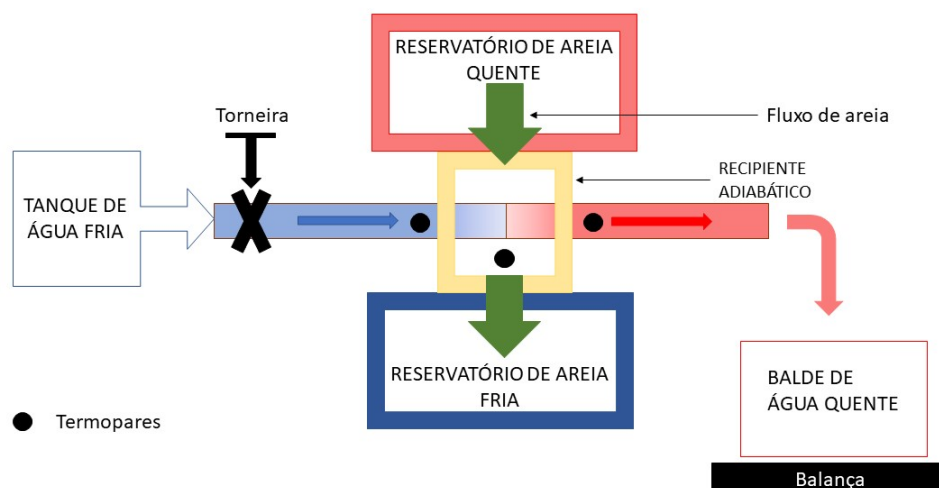 RESERVATÓRIO DE AREIA
QUENTE
Torneira
Fluxo de areia
RECIPIENTE
ADIABÁTICO
TANQUE DE
ÁGUA FRIA
RESERVATÓRIO DE AREIA
FRIA
BALDE DE
ÁGUA QUENTE
Termopares
Balança